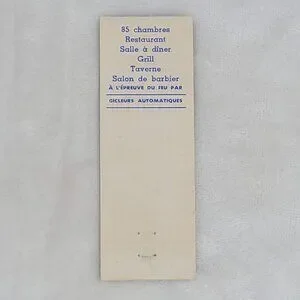 85 chambres
Restaurant
Salle à dîner
Grill
Taverne
Salon de barbier
À L'ÉPREUVE DU FEU PAR
GICLEURS AUTOMATIQUES